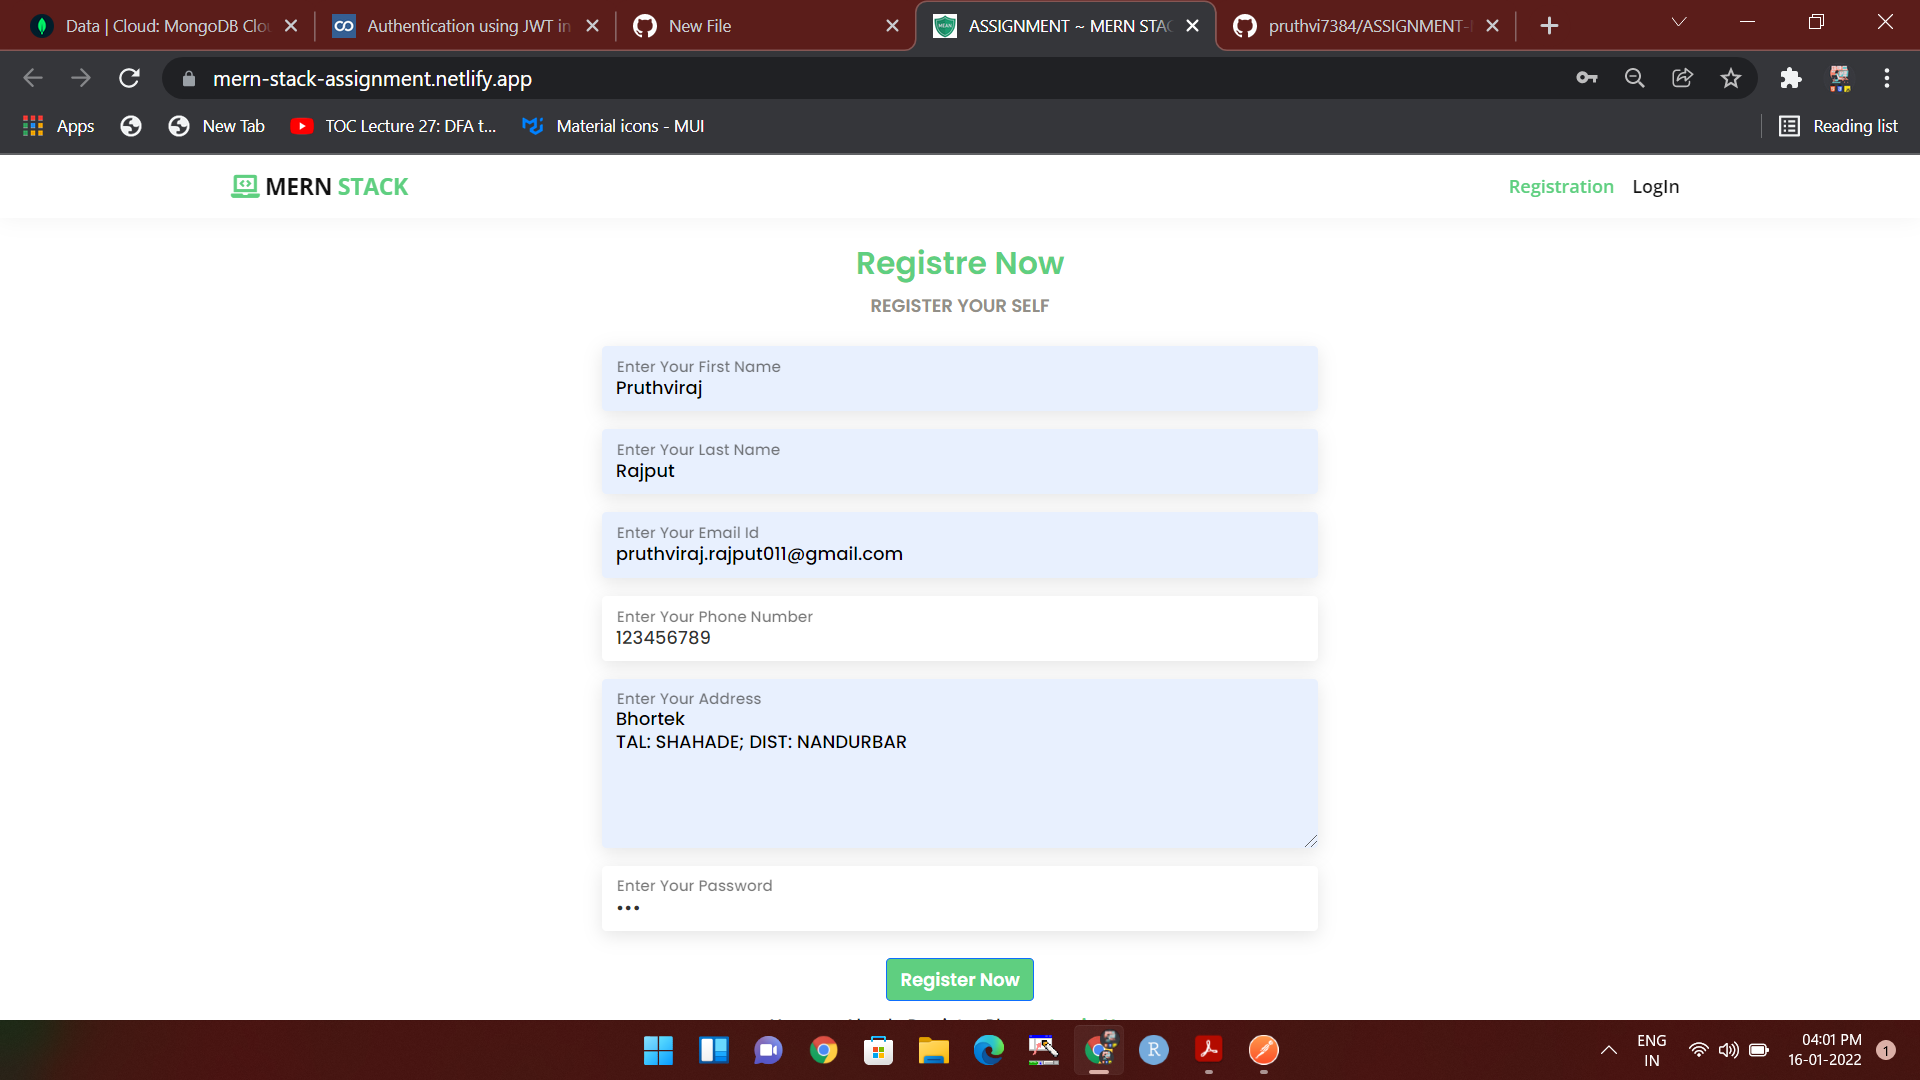 Data | Cloud: MongoDB Clo
Authentication using JWT in
New File
ASSIGNMENT ~ MERN STAC
pruthvi7384/ASSIGNMENT-
mern-stack-assignment.netlify.app
Apps
New Tab
TOC Lecture 27: DFA t...
Material icons - MUI
Reading list
MERN STACK
Registration
LogIn
Registre Now
REGISTER YOUR SELF
Enter Your First Name
Pruthviraj
Enter Your Last Name
Rajput
Enter Your Email Id
pruthviraj.rajput011@gmail.com
Enter Your Phone Number
123456789
Enter Your Address
Bhortek
TAL: SHAHADE; DIST: NANDURBAR
Enter Your Password
•••
Register Now
ENG
IN
04:01 PM
16-01-2022
1